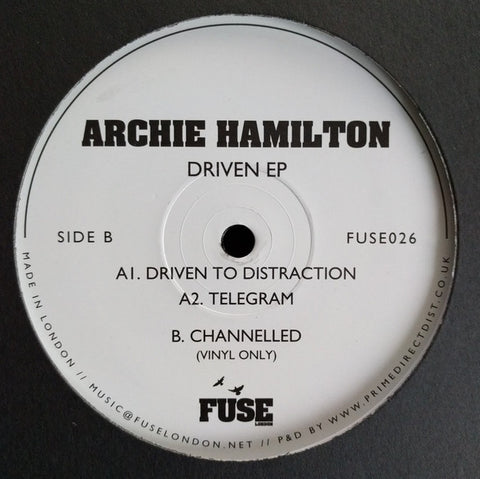 ARCHIE HAMILTON
DRIVEN EP
SIDE B
FUSE026
A1. DRIVEN TO DISTRACTION
A2. TELEGRAM
B. CHANNELLED
(VINYL ONLY)
FUSE
LONDON
MADE IN LONDON // MUSIC@FUSELONDON.NET // P&D BY WWW.PRIMEDIRECTDIST.CO.UK